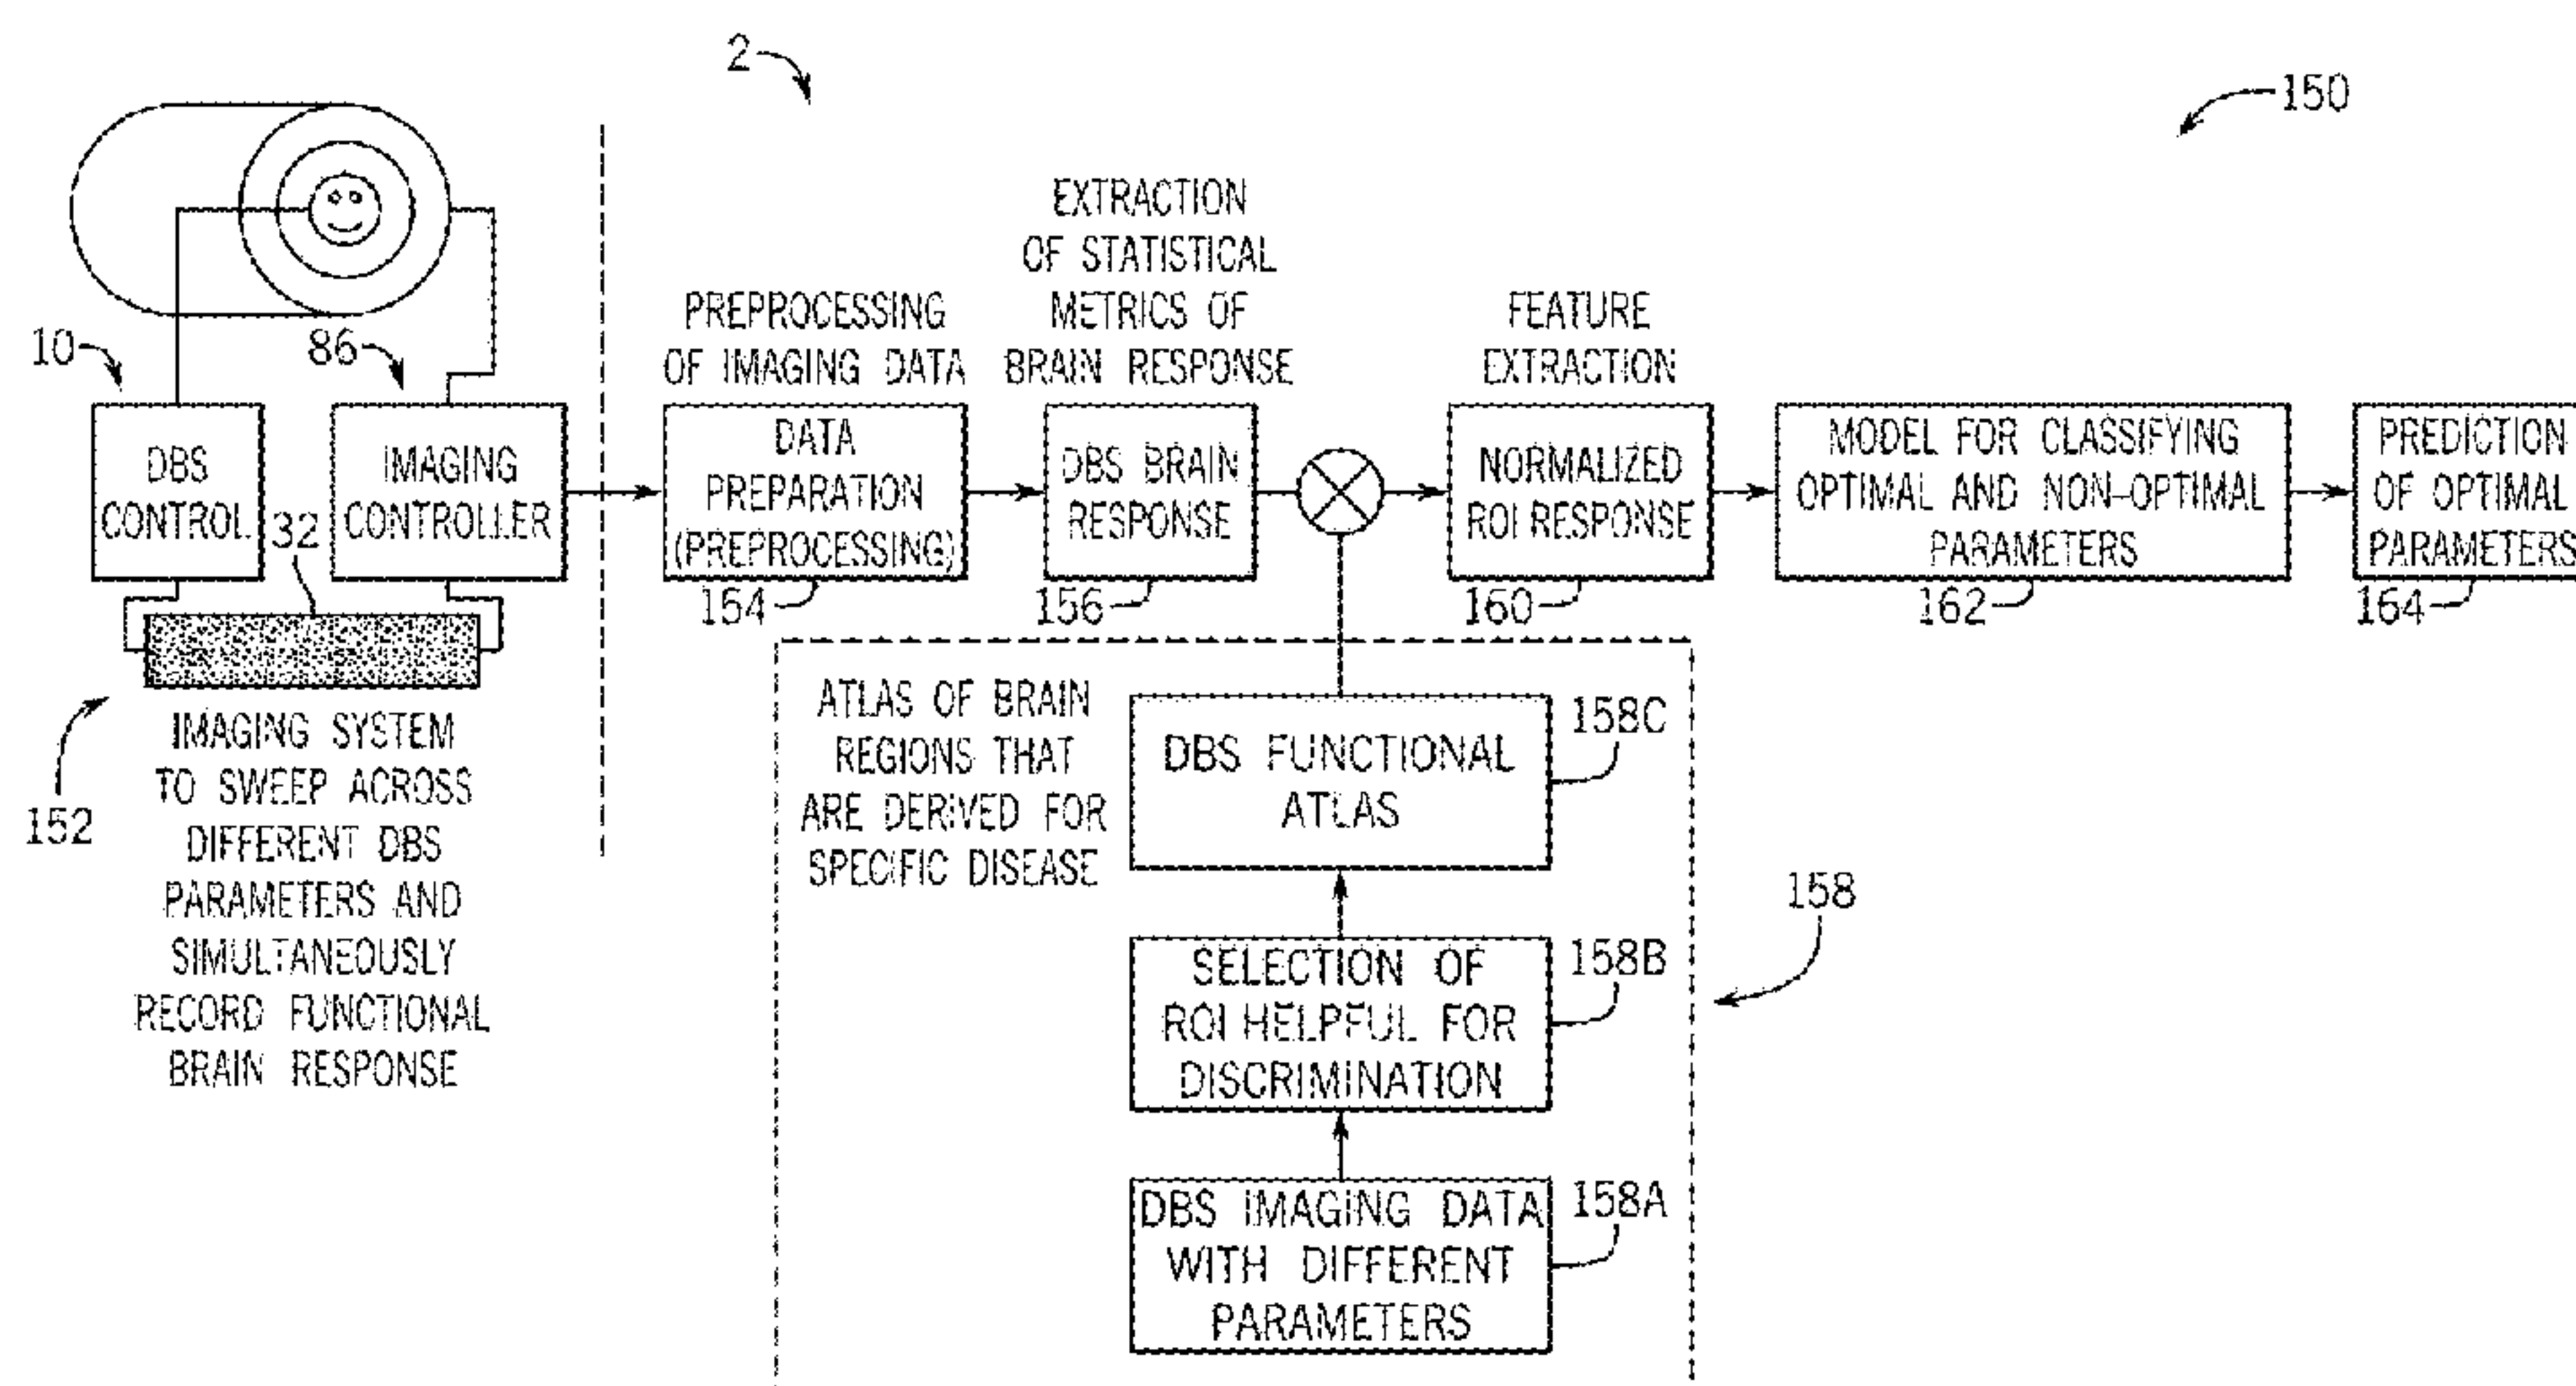 2
150
10
86
DBS
CONTROL
32
IMAGING
CONTROLLER
152
IMAGING SYSTEM
TO SWEEP ACROSS
DIFFERENT DBS
PARAMETERS AND
SIMULTANEOUSLY
RECORD FUNCTIONAL
BRAIN RESPONSE
PREPROCESSING
OF IMAGING DATA
DATA
PREPARATION
(PREPROCESSING)
154
EXTRACTION
OF STATISTICAL
METRICS OF
BRAIN RESPONSE
DBS BRAIN
RESPONSE
156
FEATURE
EXTRACTION
NORMALIZED
ROI RESPONSE
160
MODEL FOR CLASSIFYING
OPTIMAL AND NON-OPTIMAL
PARAMETERS
162
PREDICTION
OF OPTIMAL
PARAMETERS
164
ATLAS OF BRAIN
REGIONS THAT
ARE DERIVED FOR
SPECIFIC DISEASE
DBS FUNCTIONAL
ATLAS
158C
SELECTION OF
ROI HELPFUL FOR
DISCRIMINATION
158B
158
DBS IMAGING DATA
WITH DIFFERENT
PARAMETERS
158A